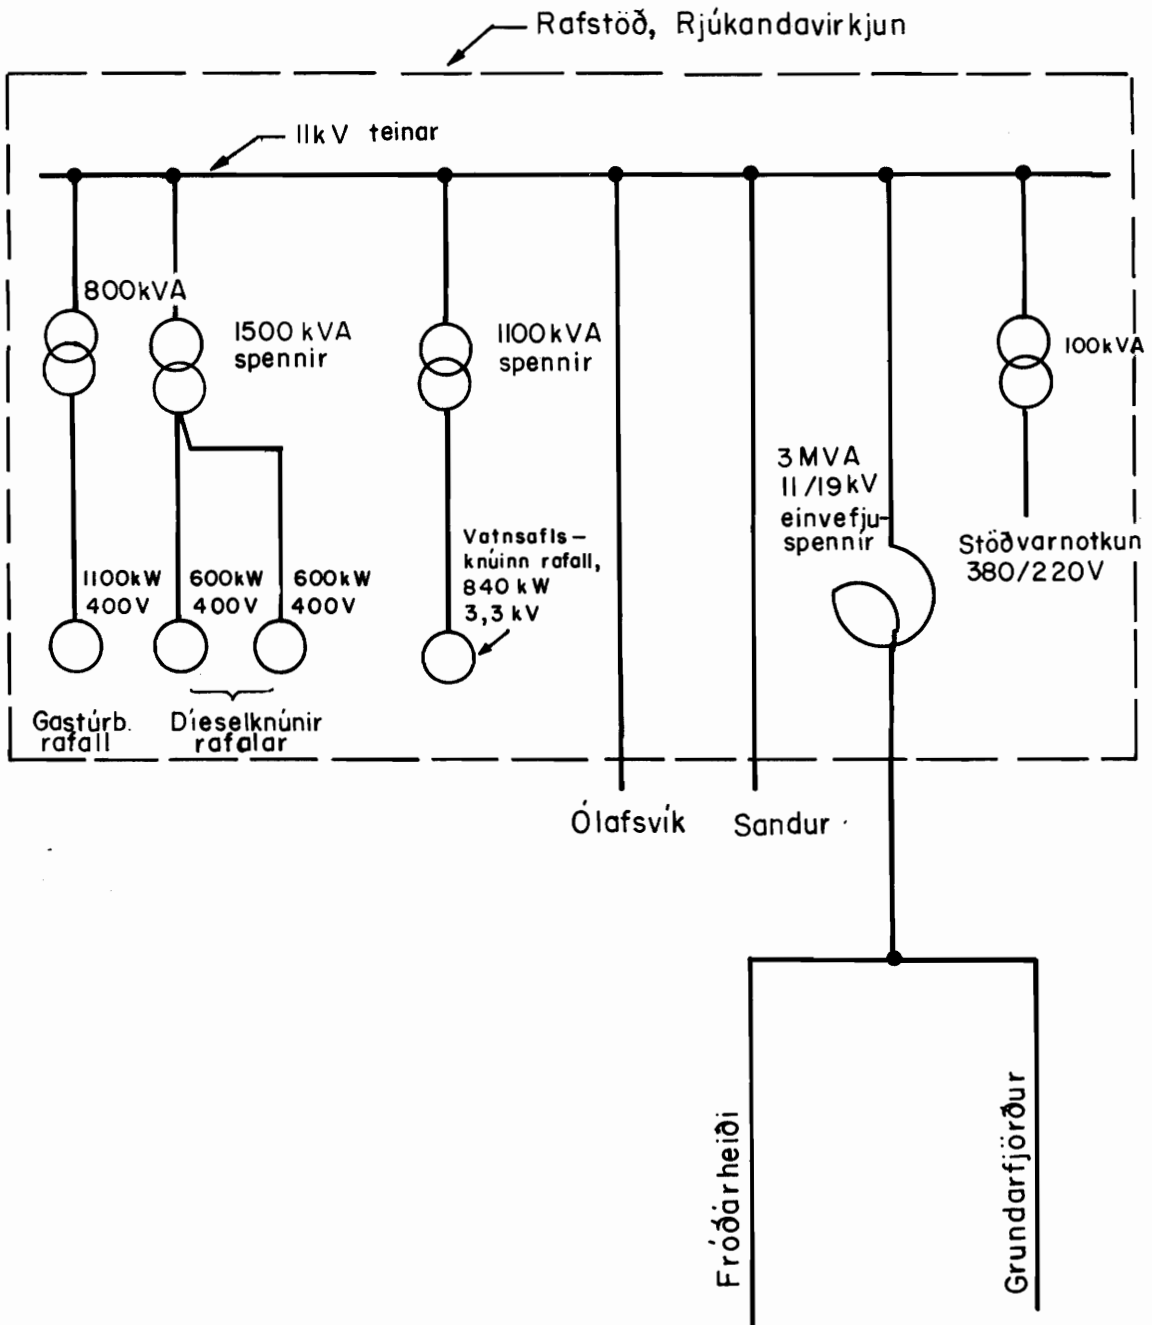 Rafstöð, Rjúkandavirkjun
11kV teinar
800kVA
1500 kVA
spennir
1100kVA
spennir
100kVA
3 MVA
11/19kV
einvefju-
spennir
Stöðvarnotkun
380/220V
Vatnsafls-
knúinn rafall,
840 kW
3,3 kV
1100kW
400V
600kW
400V
600kW
400V
Gastúrb.
rafall
Díeselknúnir
rafalar
Ólafsvík
Sandur
Fróðárheiði
Grundarfjörður